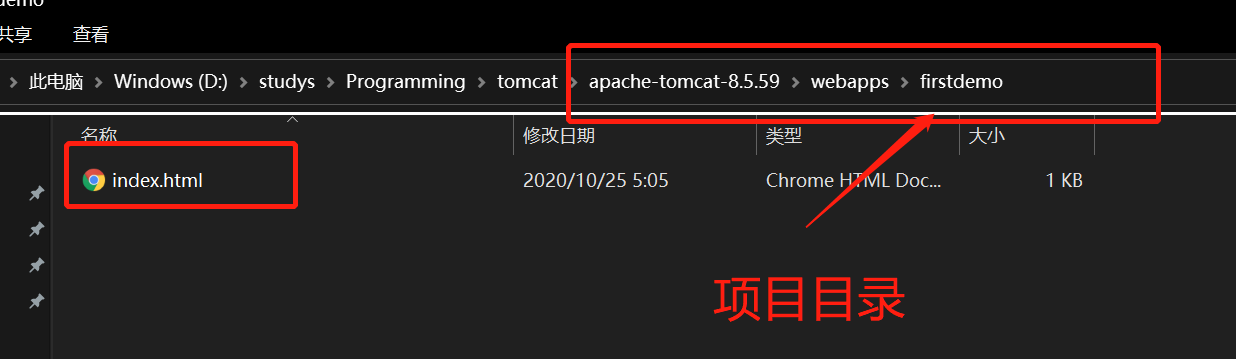 demo
共享 查看
此电脑 Windows (D:) studys Programming tomcat apache-tomcat-8.5.59 webapps firstdemo
名称 修改日期 类型 大小
index.html 2020/10/25 5:05 Chrome HTML Doc... 1 KB
项目目录